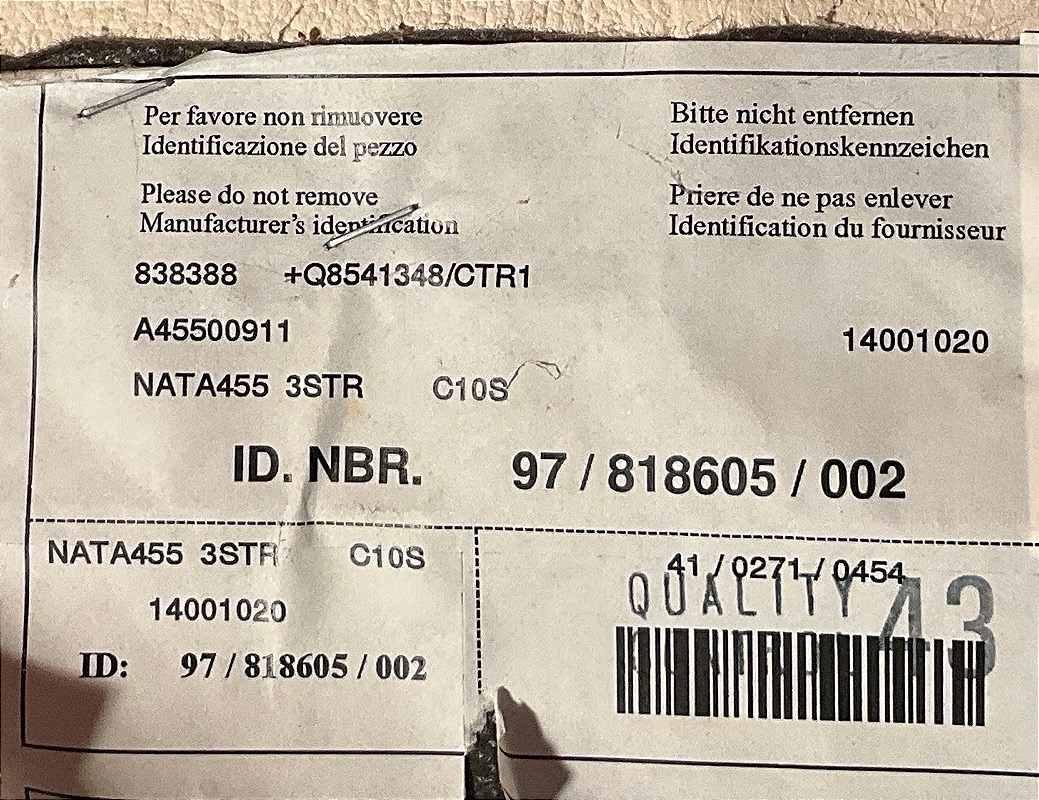 Per favore non rimuovere
Identificazione del pezzo
Bitte nicht entfernen
Identifikationskennzeichen
Please do not remove
Manufacturer's identification
Priere de ne pas enlever
Identification du fournisseur
838388 +Q8541348/CTR1
A45500911
14001020
NATA455 3STR C10S
ID. NBR. 97 / 818605 / 002
NATA455 3STR C10S
14001020
ID: 97 / 818605 / 002
41 / 0271 / 0454
QUALITY 43